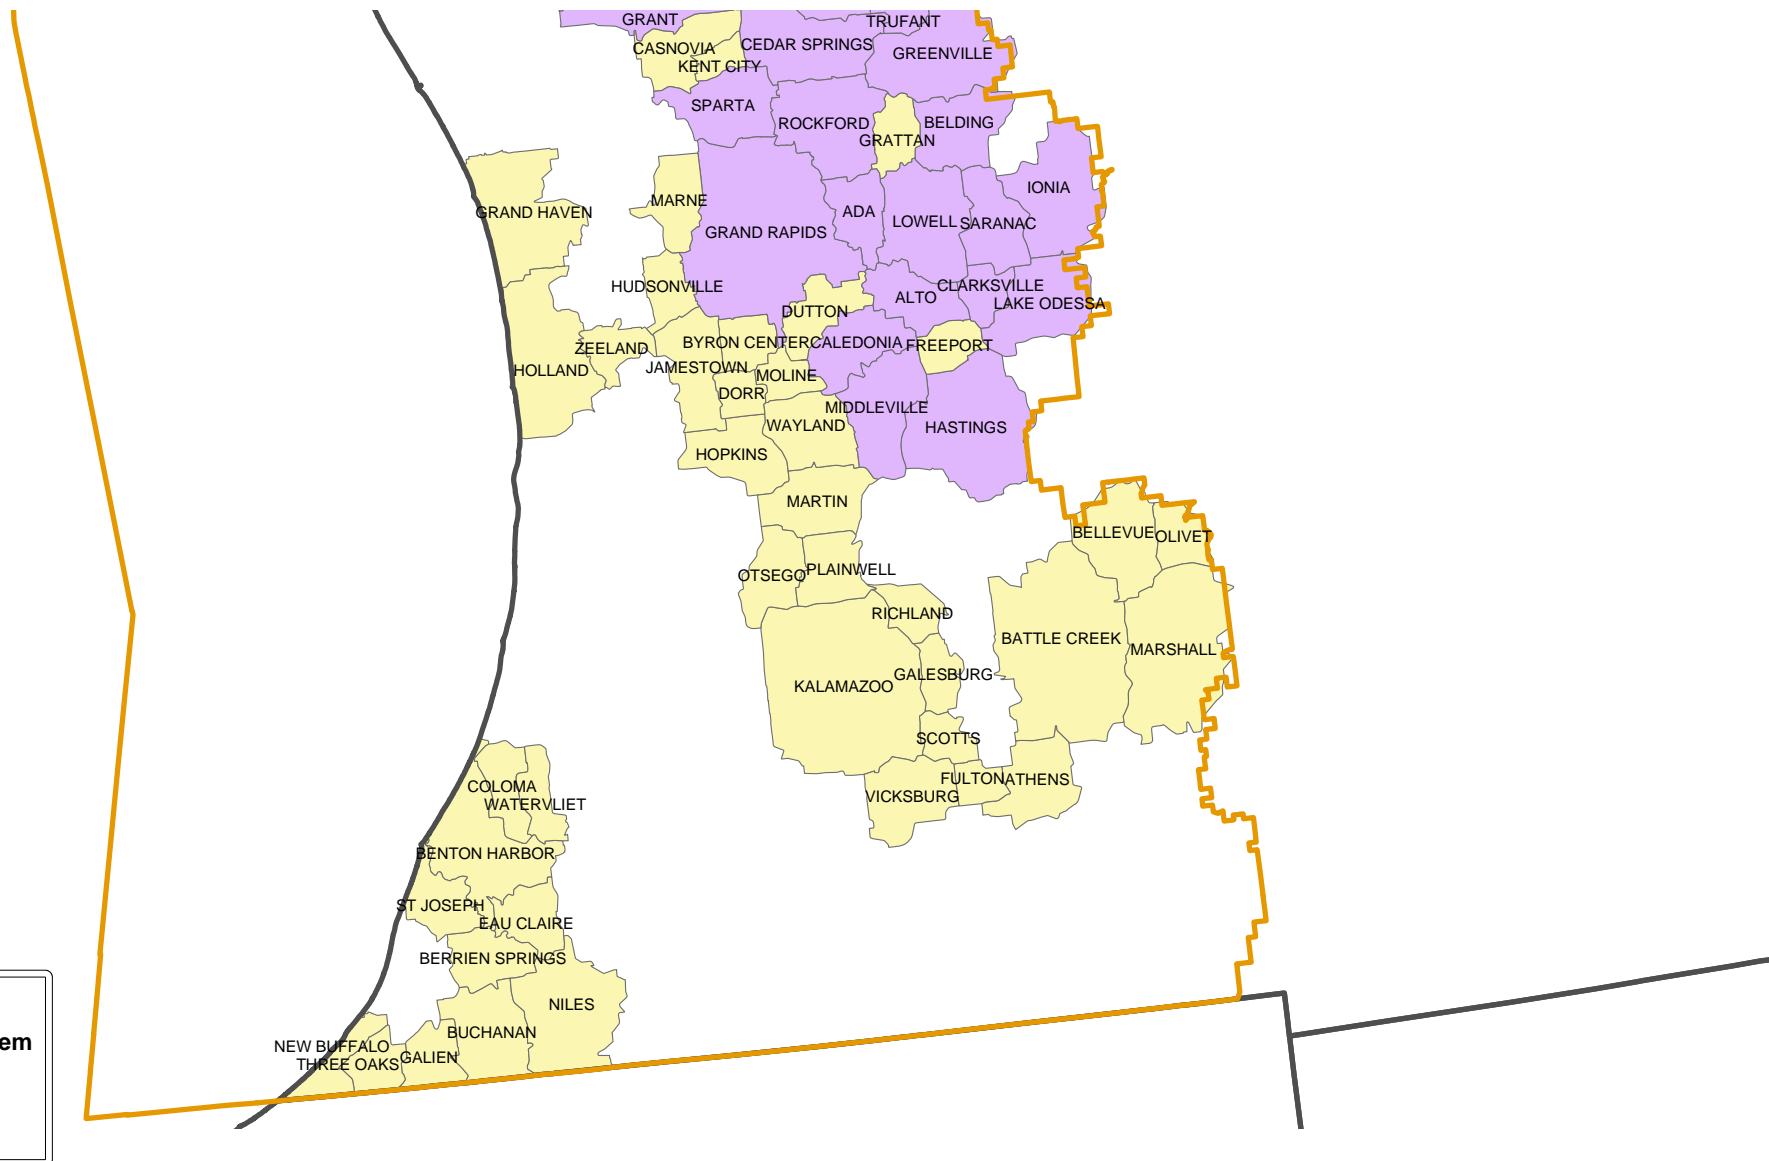 GRANT
TRUFANT
CASNOVIA
CEDAR SPRINGS
GREENVILLE
KENT CITY
SPARTA
ROCKFORD
BELDING
GRATTAN
IONIA
MARNE
GRAND HAVEN
ADA
LOWELL
SARANAC
GRAND RAPIDS
HUDSONVILLE
CLARKSVILLE
ALTO
LAKE ODESSA
DUTTON
ZEELAND
BYRON CENTER
CALEDONIA
FREEPORT
HOLLAND
JAMESTOWN
MOLINE
DORR
MIDDLEVILLE
WAYLAND
HASTINGS
HOPKINS
MARTIN
BELLEVUE
OLIVET
OTSEGO
PLAINWELL
RICHLAND
BATTLE CREEK
MARSHALL
GALESBURG
KALAMAZOO
SCOTTS
COLOMA
FULTON
ATHENS
WATERVLIET
VICKSBURG
BENTON HARBOR
ST JOSEPH
EAU CLAIRE
BERRIEN SPRINGS
NILES
BUCHANAN
NEW BUFFALO
THREE OAKS
GALIEN
em